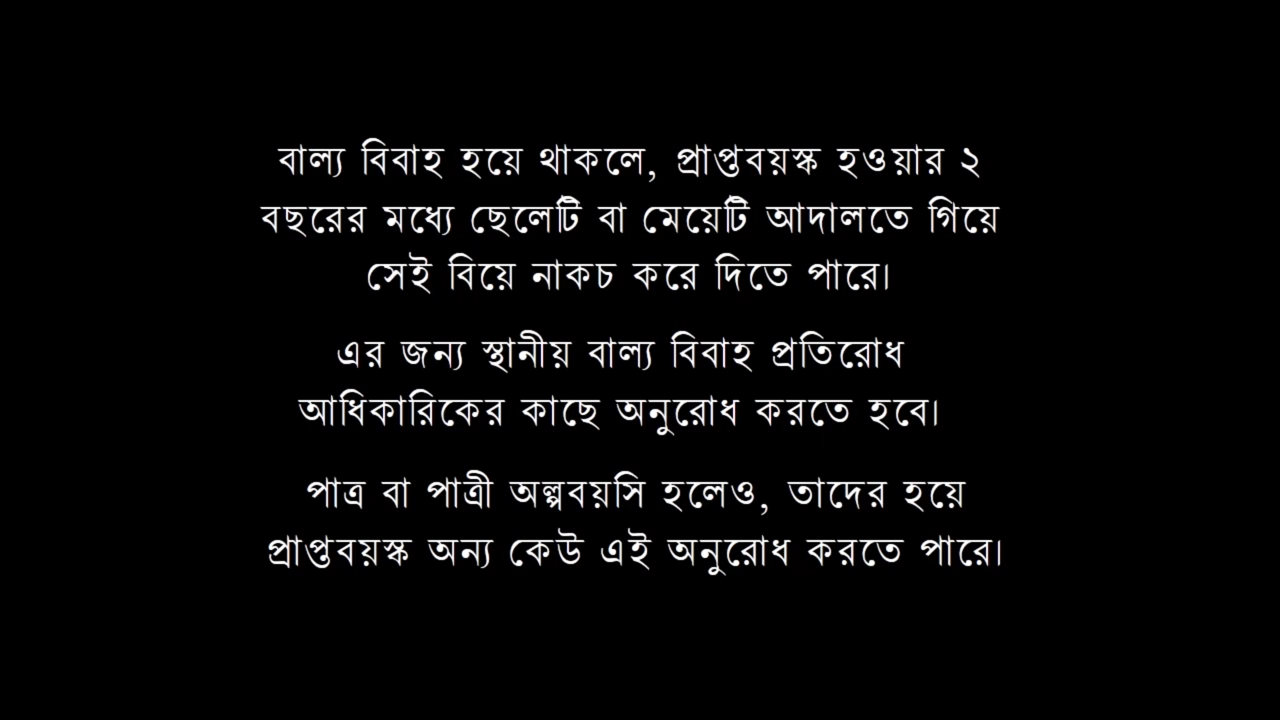 বাল্য বিবাহ হয়ে থাকলে, প্রাপ্তবয়স্ক হওয়ার ২
বছরের মধ্যে ছেলেটি বা মেয়েটি আদালতে গিয়ে
সেই বিয়ে নাকচ করে দিতে পারে।
এর জন্য স্থানীয় বাল্য বিবাহ প্রতিরোধ
আধিকারিকের কাছে অনুরোধ করতে হবে।
পাত্র বা পাত্রী অল্পবয়সি হলেও, তাদের হয়ে
প্রাপ্তবয়স্ক অন্য কেউ এই অনুরোধ করতে পারে।